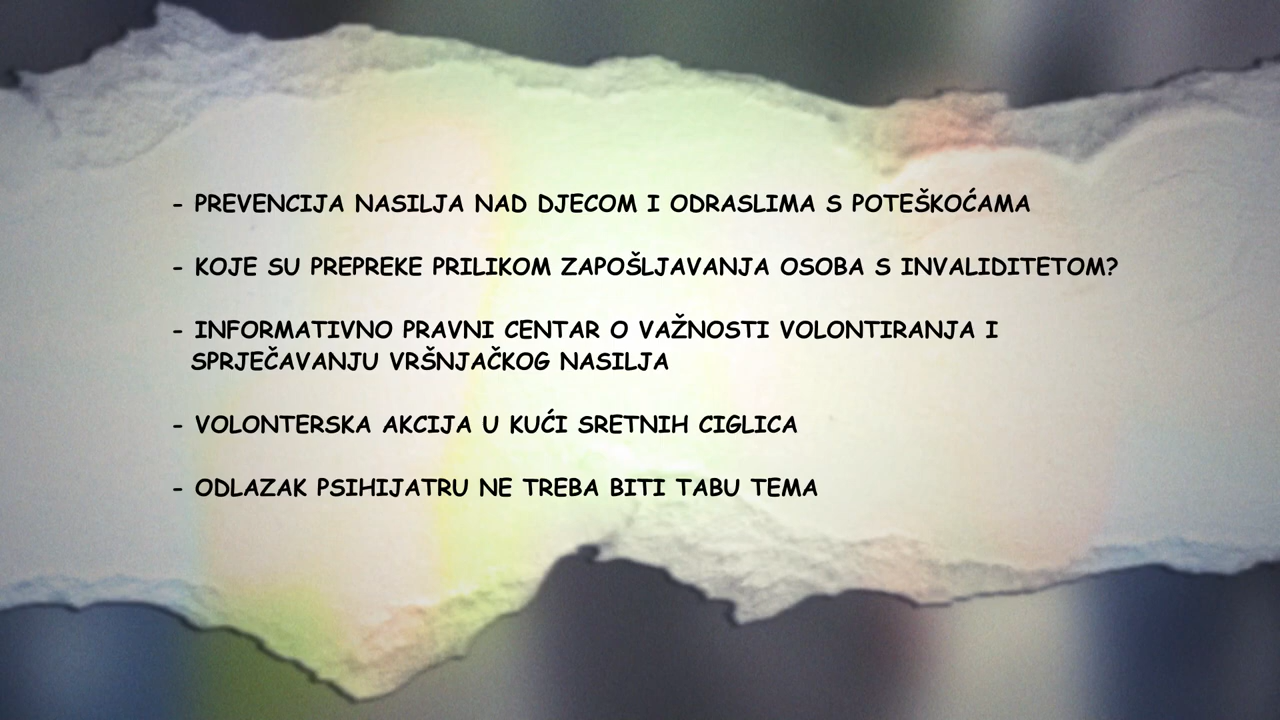 - PREVENCIJA NASILJA NAD DJECOM I ODRASLIMA S POTEŠKOĆAMA
- KOJE SU PREPREKE PRILIKOM ZAPOŠLJAVANJA OSOBA S INVALIDITETOM?
- INFORMATIVNO PRAVNI CENTAR O VAŽNOSTI VOLONTIRANJA I
SPRJEČAVANJU VRŠNJAČKOG NASILJA
- VOLONTERSKA AKCIJA U KUĆI SRETNIH CIGLICA
- ODLAZAK PSIHIJATRU NE TREBA BITI TABU TEMA